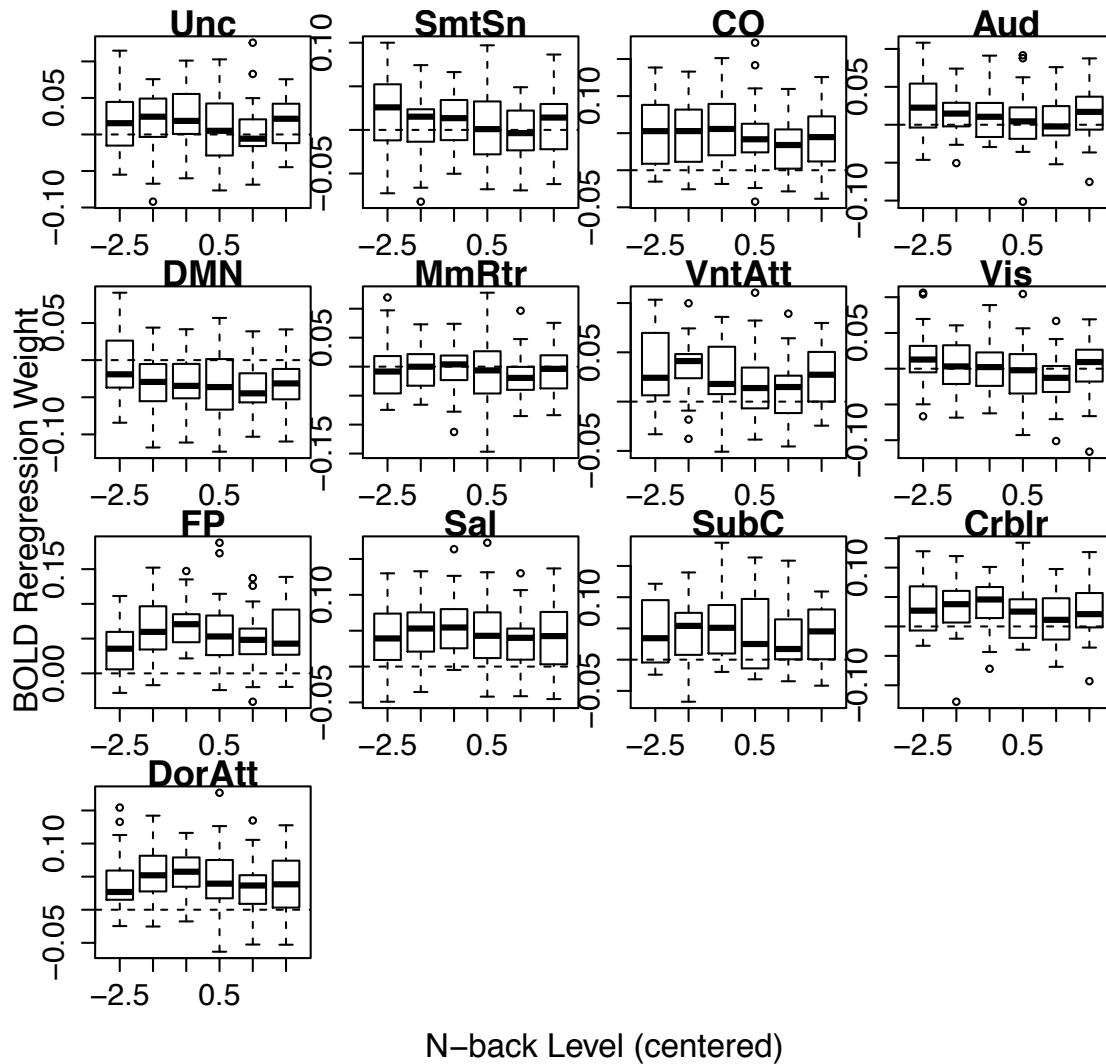 Unc SmtSn CO Aud
0.05 0.10 0.10 0.05
−0.05 −0.05
−0.10 −0.05 −0.10
−2.5 0.5 −2.5 0.5 −2.5 0.5 −2.5 0.5
DMN MmRtr VntAtt Vis
0.05 0.05 0.05 0.05
−0.10 −0.15 −0.05 −0.10
−2.5 0.5 −2.5 0.5 −2.5 0.5 −2.5 0.5
FP Sal SubC Crblr
0.15 0.10 0.10 0.10
0.00 −0.05 −0.05 −0.10
−2.5 0.5 −2.5 0.5 −2.5 0.5 −2.5 0.5
DorAtt
0.10
−0.05
−2.5 0.5
BOLD Reregression Weight
N−back Level (centered)